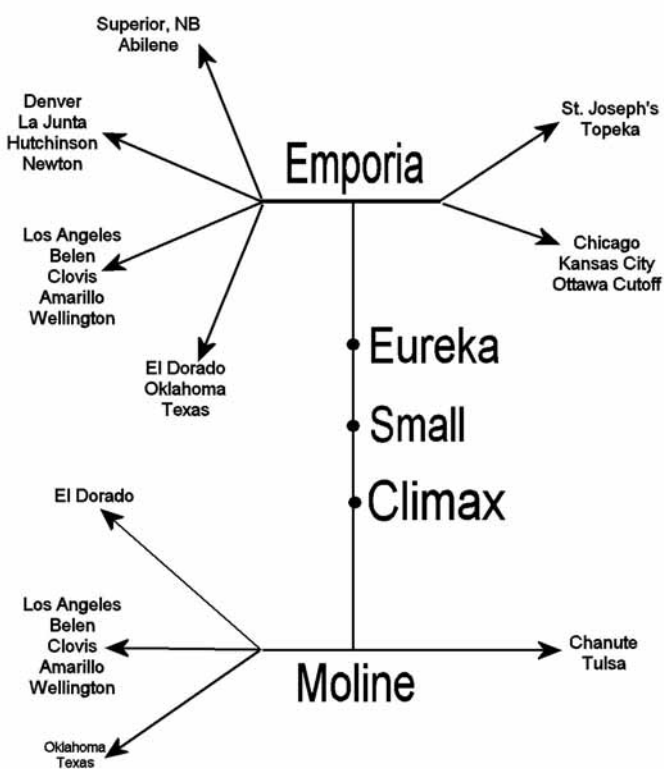 Superior, NB
Abilene
Denver
La Junta
Hutchinson
Newton
St. Joseph's
Topeka
Emporia
Los Angeles
Belen
Clovis
Amarillo
Wellington
Chicago
Kansas City
Ottawa Cutoff
El Dorado
Oklahoma
Texas
Eureka
Small
Climax
El Dorado
Los Angeles
Belen
Clovis
Amarillo
Wellington
Chanute
Tulsa
Moline
Oklahoma
Texas